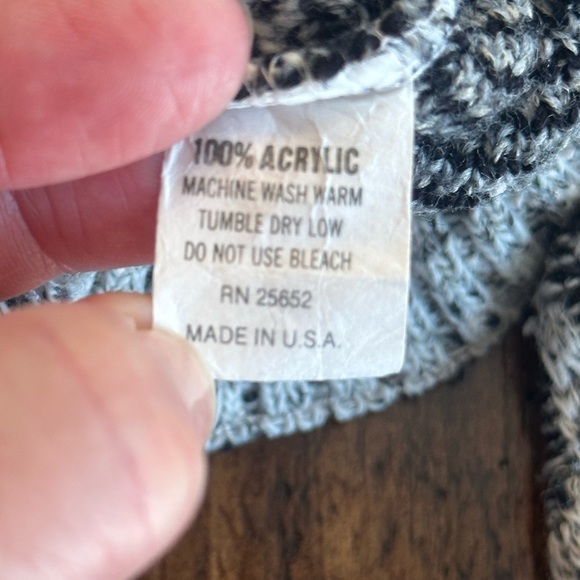 100% ACRYLIC
MACHINE WASH WARM
TUMBLE DRY LOW
DO NOT USE BLEACH
RN 25652
MADE IN U.S.A.